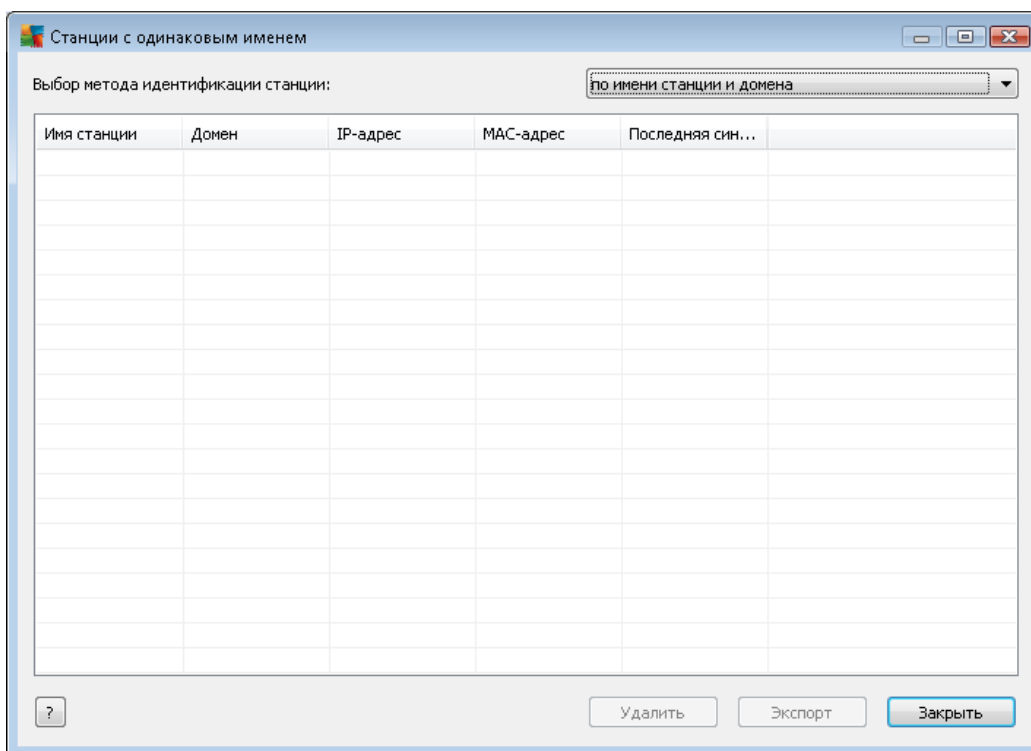 Станции с одинаковым именем
Выбор метода идентификации станции: по имени станции и домена
Имя станции Домен IP-адрес MAC-адрес Последняя син...
? Удалить Экспорт Закрыть